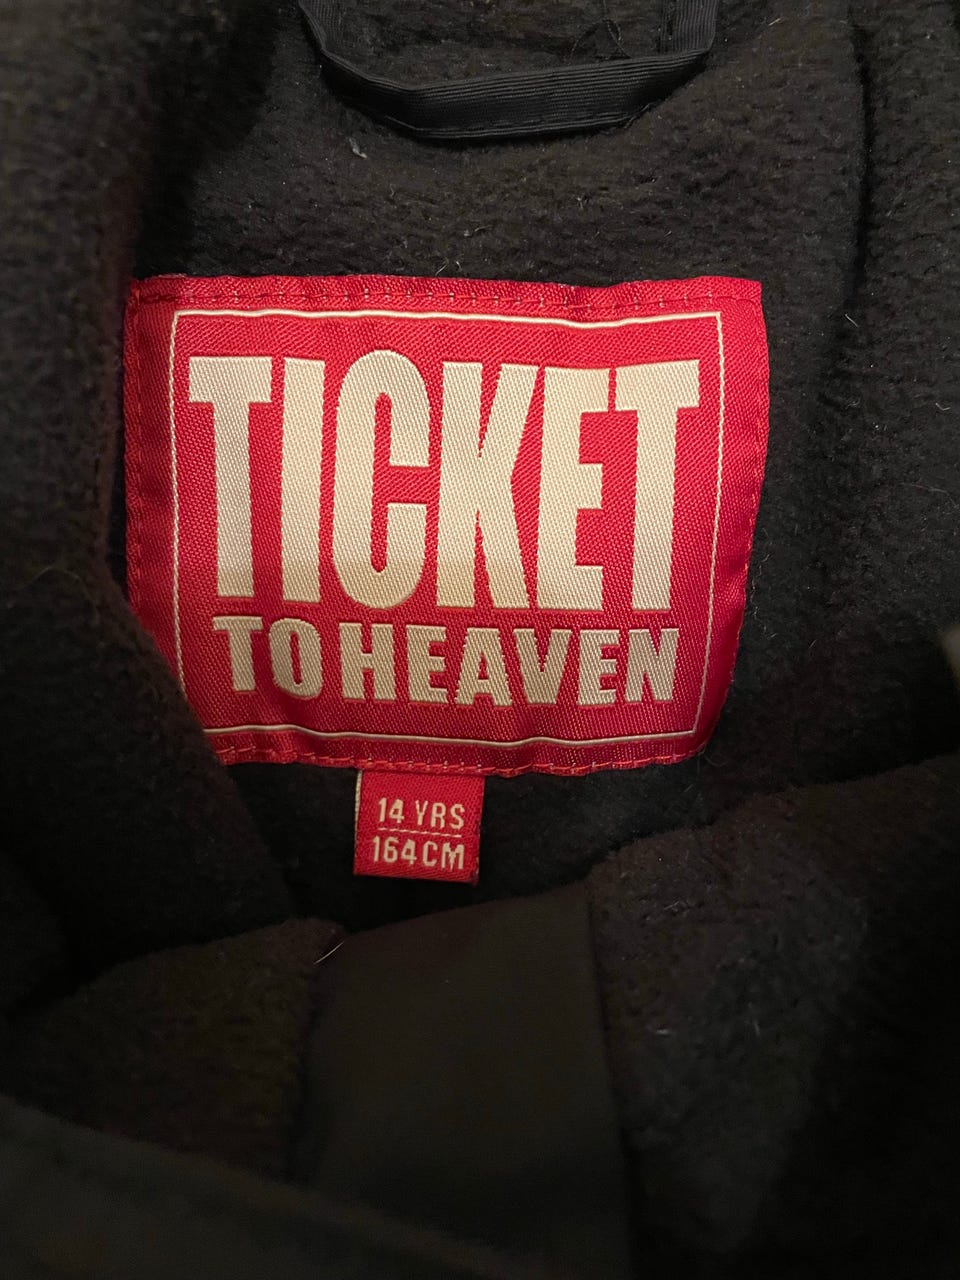 TICKET
TO HEAVEN
14 YRS
164 CM